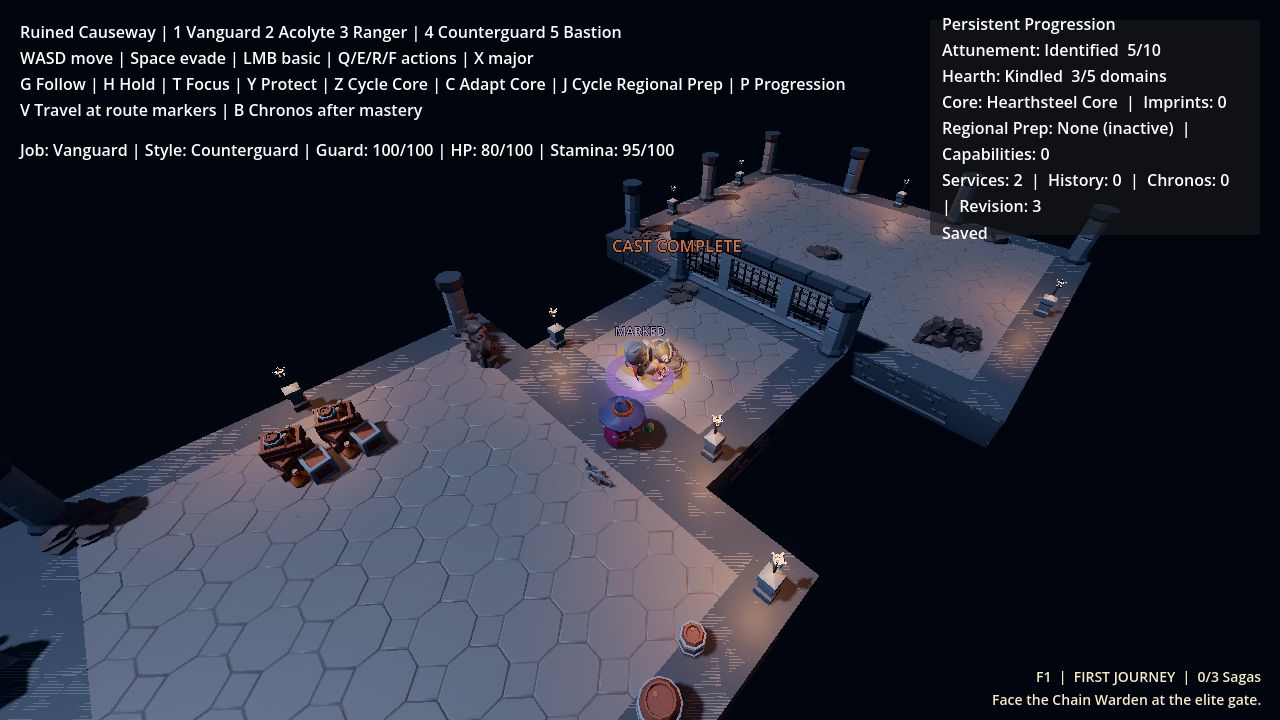 Ruined Causeway | 1 Vanguard 2 Acolyte 3 Ranger | 4 Counterguard 5 Bastion
WASD move | Space evade | LMB basic | Q/E/R/F actions | X major
G Follow | H Hold | T Focus | Y Protect | Z Cycle Core | C Adapt Core | J Cycle Regional Prep | P Progression
V Travel at route markers | B Chronos after mastery
Job: Vanguard | Style: Counterguard | Guard: 100/100 | HP: 80/100 | Stamina: 95/100
Persistent Progression
Attunement: Identified 5/10
Hearth: Kindled 3/5 domains
Core: Hearthsteel Core | Imprints: 0
Regional Prep: None (inactive) |
Capabilities: 0
Services: 2 | History: 0 | Chronos: 0
| Revision: 3
Saved
CAST COMPLETE
MARKED
F1 | FIRST JOURNEY | 0/3 Sagas
Face the Chain Warden at the elite gate.